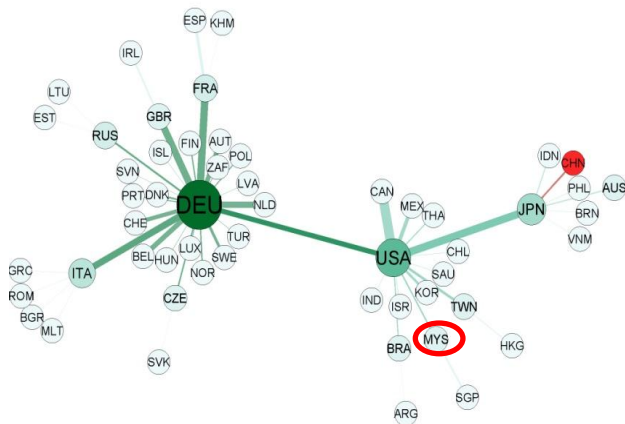 ESP
KHM
IRL
LTU
FRA
EST
GBR
RUS
FIN
AUT
ISL
POL
IDN
CHN
SVN
ZAF
LVA
CAN
PHL
AUS
PRT
DNK
DEU
NLD
MEX
THA
JPN
BRN
CHE
TUR
VNM
BEL
HUN
LUX
SWE
USA
CHL
GRC
ITA
NOR
SAU
ROM
CZE
IND
ISR
KOR
TWN
BGR
MLT
BRA
MYS
HKG
SVK
SGP
ARG